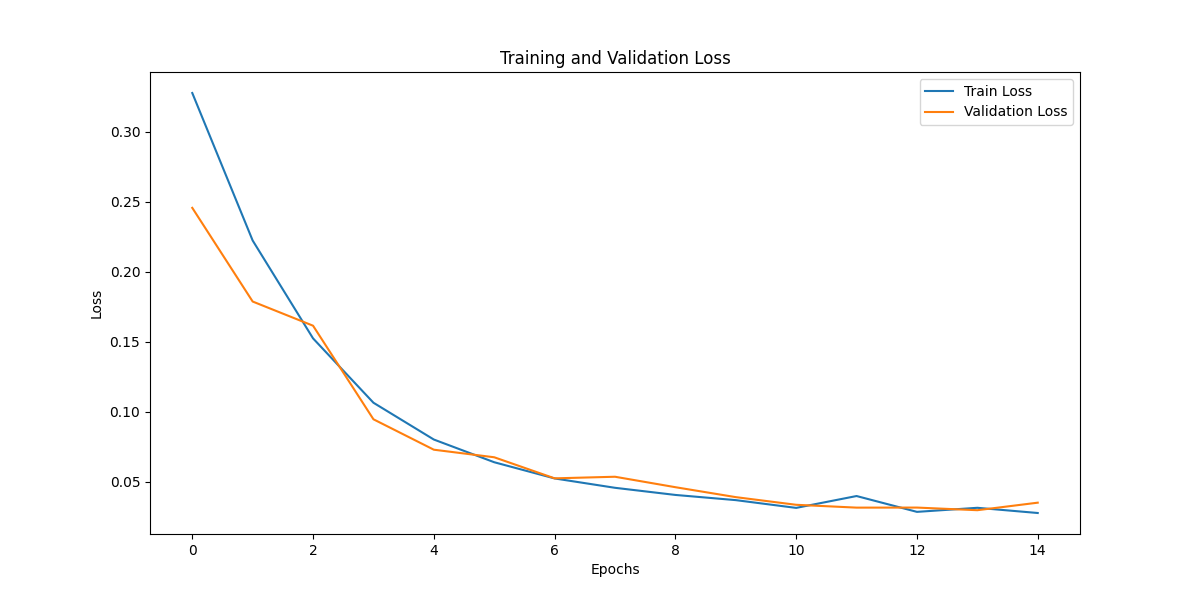 Training and Validation Loss
Train Loss
Validation Loss
0.30
0.25
0.20
0.15
0.10
0.05
Loss
0 2 4 6 8 10 12 14
Epochs